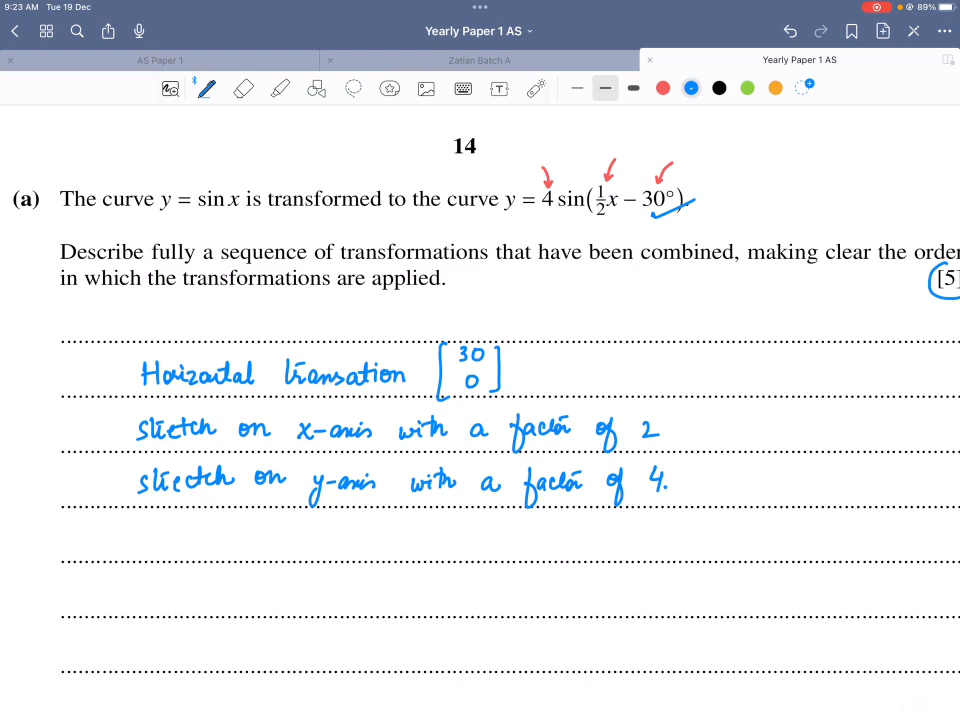 9:23 AM Tue 19 Dec
89%
Yearly Paper 1 AS
AS Paper 1
Zatian Batch A
Yearly Paper 1 AS
14
(a) The curve y = sin x is transformed to the curve y = 4 sin(½x − 30°).
Describe fully a sequence of transformations that have been combined, making clear the order
in which the transformations are applied. [5]
Horizontal transation [30 0]
stretch on x-axis with a factor of 2
stretch on y-axis with a factor of 4.